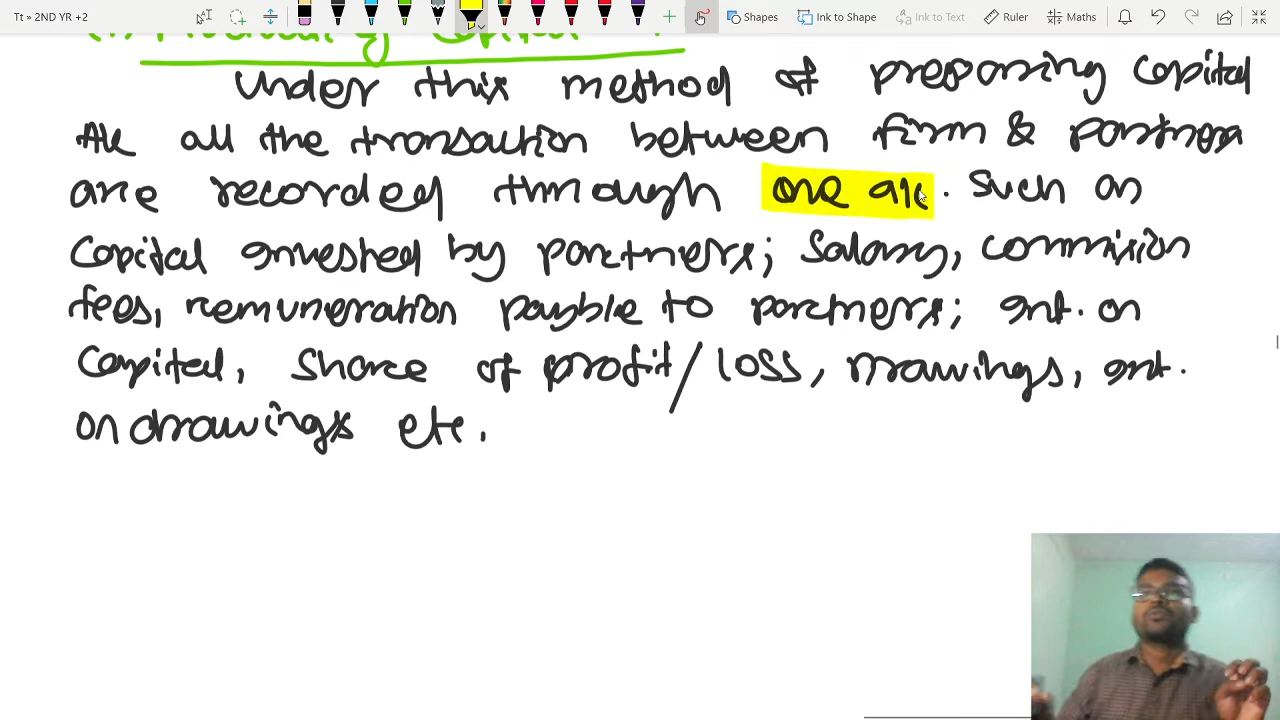 Tt » 2ND YR +2
Shapes
Ink to Shape
Ink to Text
Ruler
Maths
Capital
Under this method of preparing Capital
A/c all the transaction between firm & partners
are recorded through one a/c. Such as
Capital invested by partners; Salary, commission
fees, remuneration payble to partners; int. on
Capital, Share of profit/loss, Drawings, int.
on drawings etc.